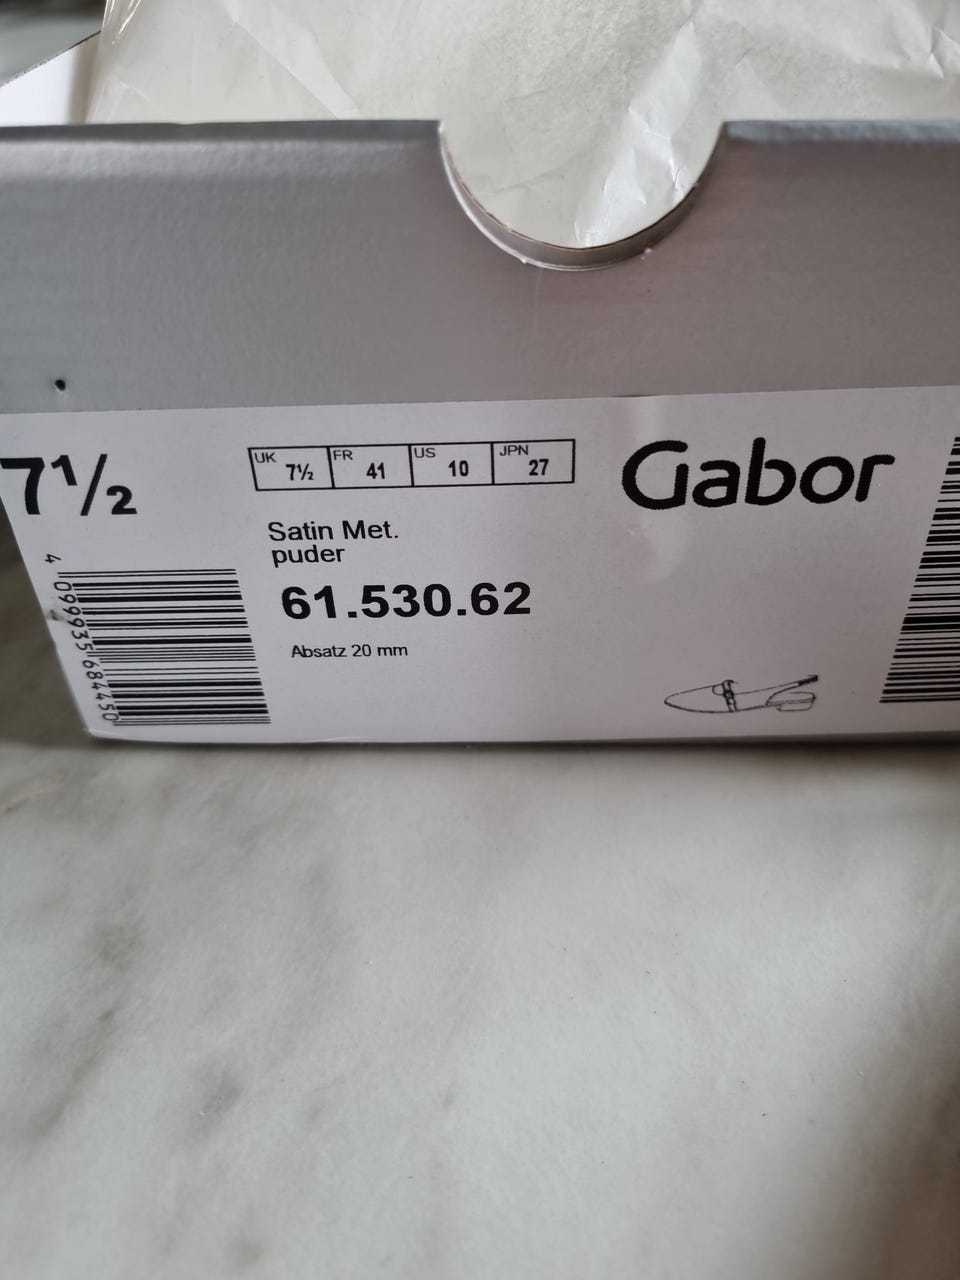 7½
UK 7½ FR 41 US 10 JPN 27
Gabor
Satin Met.
puder
61.530.62
Absatz 20 mm
4 099935 684450